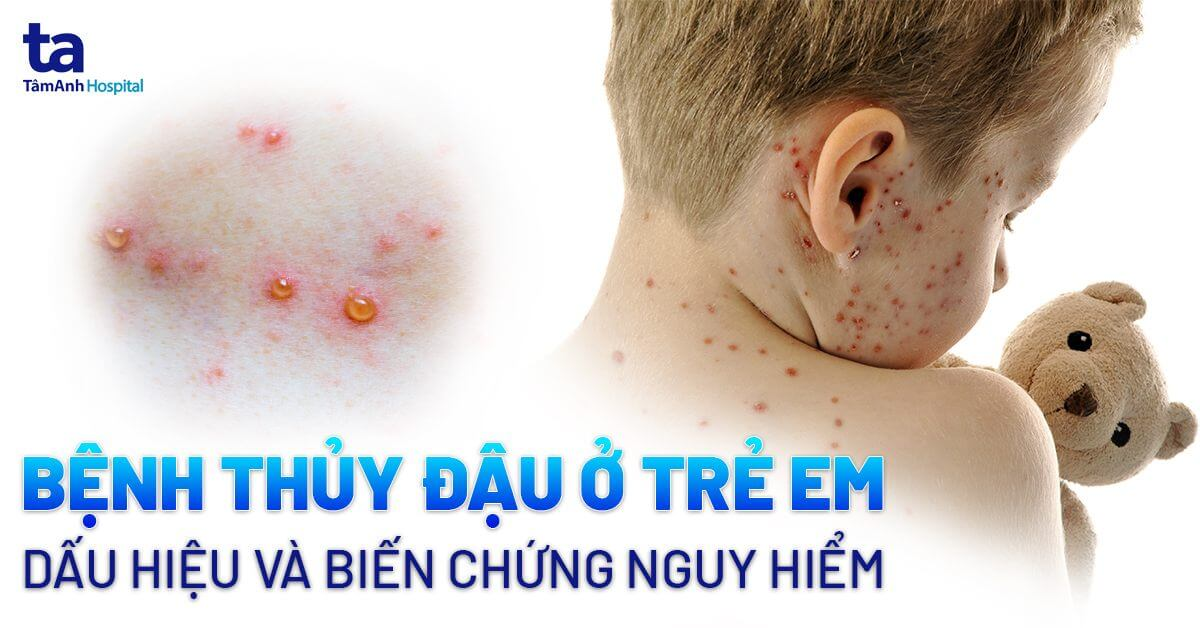 ta
TâmAnh Hospital
BỆNH THỦY ĐẬU Ở TRẺ EM
DẤU HIỆU VÀ BIẾN CHỨNG NGUY HIỂM